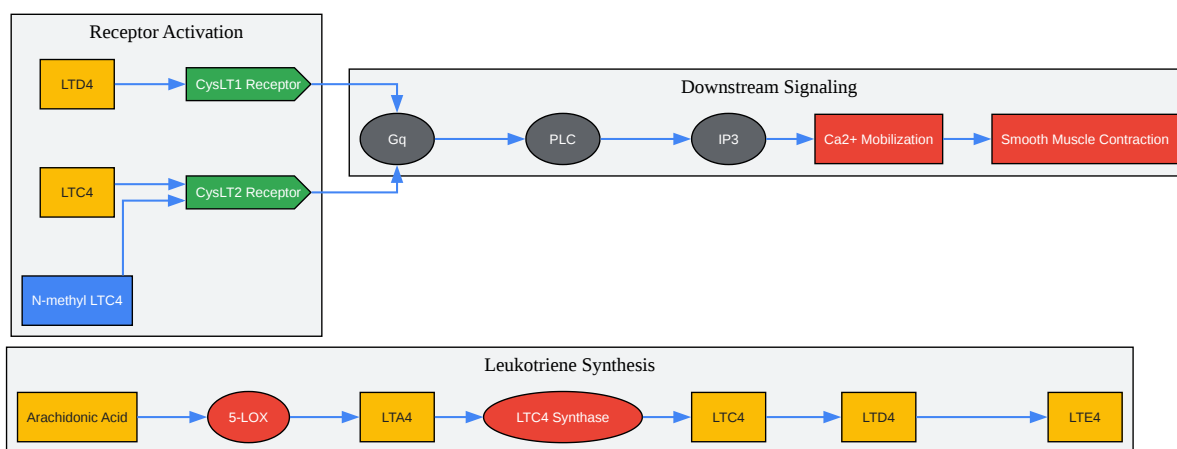 Receptor Activation
LTD4
CysLT1 Receptor
LTC4
CysLT2 Receptor
N-methyl LTC4
Downstream Signaling
Gq
PLC
IP3
Ca2+ Mobilization
Smooth Muscle Contraction
Leukotriene Synthesis
Arachidonic Acid
5-LOX
LTA4
LTC4 Synthase
LTC4
LTD4
LTE4